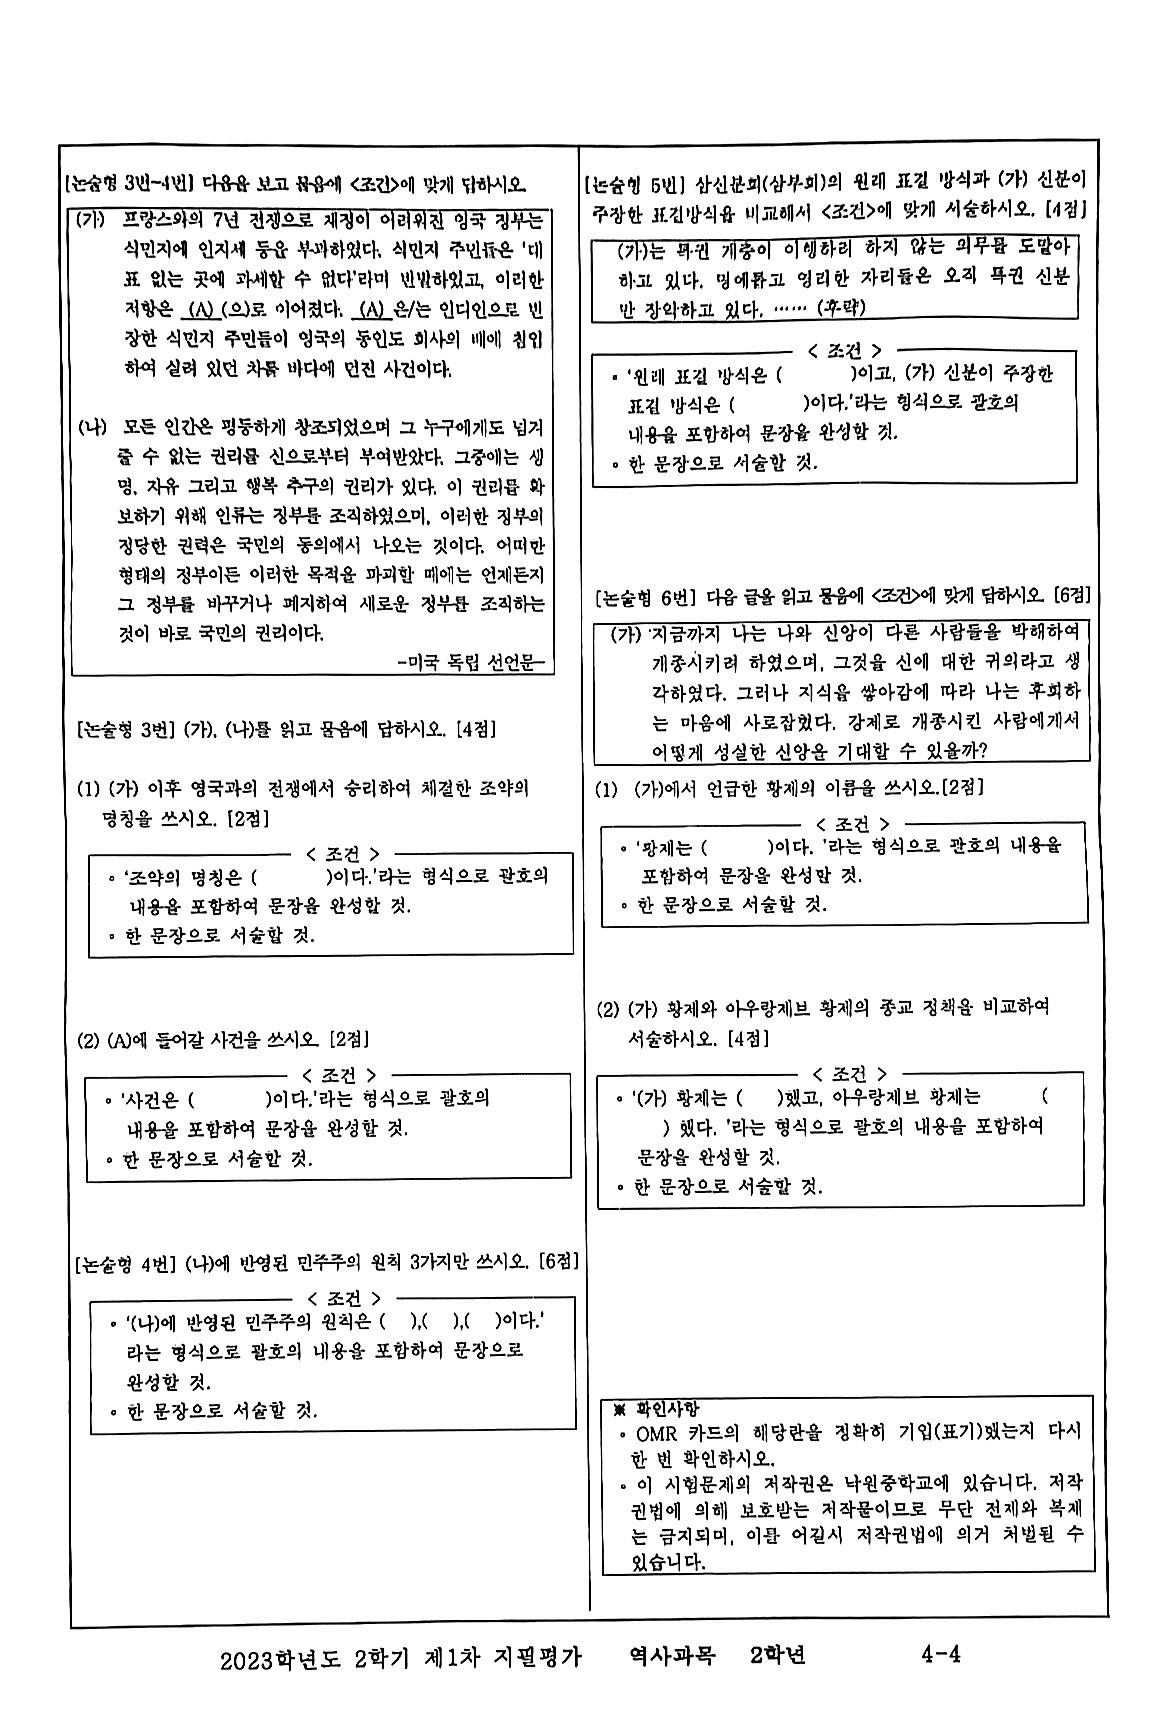 [논술형 3번-4번] 다음을 보고 물음에 <조건>에 맞게 답하시오.
(가) 프랑스와의 7년 전쟁으로 재정이 어려워진 영국 정부는
식민지에 인지세 등을 부과하였다. 식민지 주민들은 '대
표 없는 곳에 과세할 수 없다'라며 반발하였고, 이러한
저항은 (A) (으)로 이어졌다. (A) 은/는 인디언으로 변
장한 식민지 주민들이 영국의 동인도 회사의 배에 침입
하여 실려 있던 차를 바다에 던진 사건이다.
(나) 모든 인간은 평등하게 창조되었으며 그 누구에게도 넘겨
줄 수 없는 권리를 신으로부터 부여받았다. 그중에는 생
명, 자유 그리고 행복 추구의 권리가 있다. 이 권리를 확
보하기 위해 인류는 정부를 조직하였으며, 이러한 정부의
정당한 권력은 국민의 동의에서 나오는 것이다. 어떠한
형태의 정부이든 이러한 목적을 파괴할 때에는 언제든지
그 정부를 바꾸거나 폐지하여 새로운 정부를 조직하는
것이 바로 국민의 권리이다.
-미국 독립 선언문-
[논술형 3번] (가), (나)를 읽고 물음에 답하시오. [4점]
(1) (가) 이후 영국과의 전쟁에서 승리하여 체결한 조약의
명칭을 쓰시오. [2점]
< 조건 >
∘ '조약의 명칭은 ( )이다.'라는 형식으로 괄호의
내용을 포함하여 문장을 완성할 것.
∘ 한 문장으로 서술할 것.
(2) (A)에 들어갈 사건을 쓰시오. [2점]
< 조건 >
∘ '사건은 ( )이다.'라는 형식으로 괄호의
내용을 포함하여 문장을 완성할 것.
∘ 한 문장으로 서술할 것.
[논술형 4번] (나)에 반영된 민주주의 원칙 3가지만 쓰시오. [6점]
< 조건 >
∘ '(나)에 반영된 민주주의 원칙은 ( ),( ),( )이다.'
라는 형식으로 괄호의 내용을 포함하여 문장으로
완성할 것.
∘ 한 문장으로 서술할 것.
[논술형 5번] 삼신분회(삼부회)의 원래 표결 방식과 (가) 신분이
주장한 표결방식을 비교해서 <조건>에 맞게 서술하시오. [4점]
(가)는 특권 계층이 이행하려 하지 않는 의무를 도맡아
하고 있다. 명예롭고 영리한 자리들은 오직 특권 신분
만 장악하고 있다. …… (후략)
< 조건 >
∘ '원래 표결 방식은 ( )이고, (가) 신분이 주장한
표결 방식은 ( )이다.'라는 형식으로 괄호의
내용을 포함하여 문장을 완성할 것.
∘ 한 문장으로 서술할 것.
[논술형 6번] 다음 글을 읽고 물음에 <조건>에 맞게 답하시오. [6점]
(가) 지금까지 나는 나와 신앙이 다른 사람들을 박해하여
개종시키려 하였으며, 그것을 신에 대한 귀의라고 생
각하였다. 그러나 지식을 쌓아감에 따라 나는 후회하
는 마음에 사로잡혔다. 강제로 개종시킨 사람에게서
어떻게 성실한 신앙을 기대할 수 있을까?
(1) (가)에서 언급한 황제의 이름을 쓰시오.[2점]
< 조건 >
∘ '황제는 ( )이다. '라는 형식으로 괄호의 내용을
포함하여 문장을 완성할 것.
∘ 한 문장으로 서술할 것.
(2) (가) 황제와 아우랑제브 황제의 종교 정책을 비교하여
서술하시오. [4점]
< 조건 >
∘ '(가) 황제는 ( )했고, 아우랑제브 황제는 (
) 했다. '라는 형식으로 괄호의 내용을 포함하여
문장을 완성할 것.
∘ 한 문장으로 서술할 것.
※ 확인사항
∘ OMR 카드의 해당란을 정확히 기입(표기)했는지 다시
한 번 확인하시오.
∘ 이 시험문제의 저작권은 낙원중학교에 있습니다. 저작
권법에 의해 보호받는 저작물이므로 무단 전제와 복제
는 금지되며, 이를 어길시 저작권법에 의거 처벌될 수
있습니다.
2023학년도 2학기 제1차 지필평가 역사과목 2학년 4-4